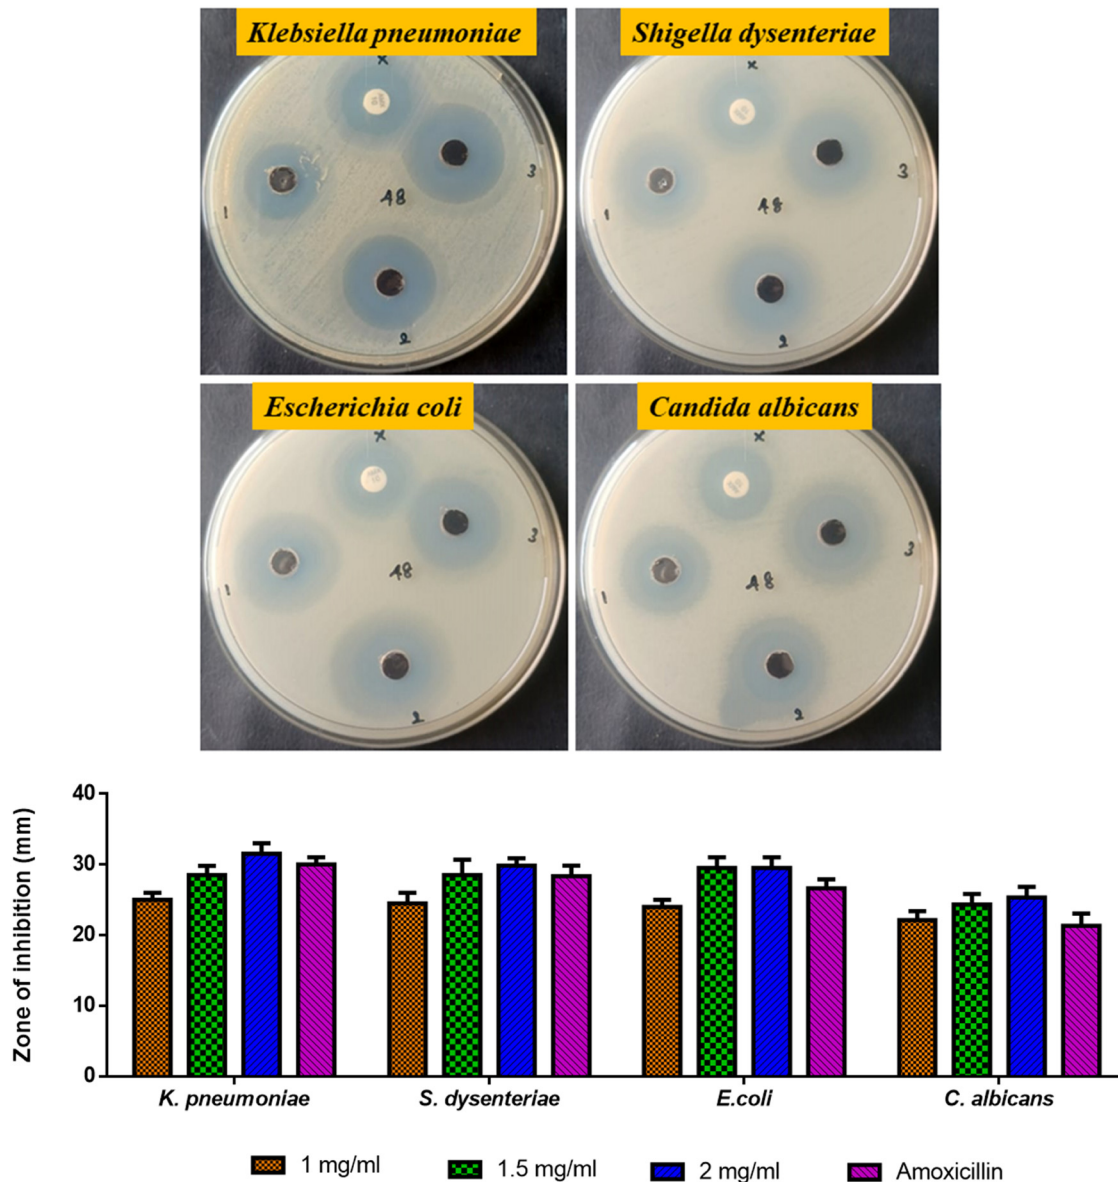 Klebsiella pneumoniae
Shigella dysenteriae
x
3
1
A8
2
x
3
1
A8
2
Escherichia coli
Candida albicans
x
3
1
A8
2
x
3
1
A8
2
Zone of inhibition (mm)
40
30
20
10
0
K. pneumoniae
S. dysenteriae
E.coli
C. albicans
1 mg/ml
1.5 mg/ml
2 mg/ml
Amoxicillin